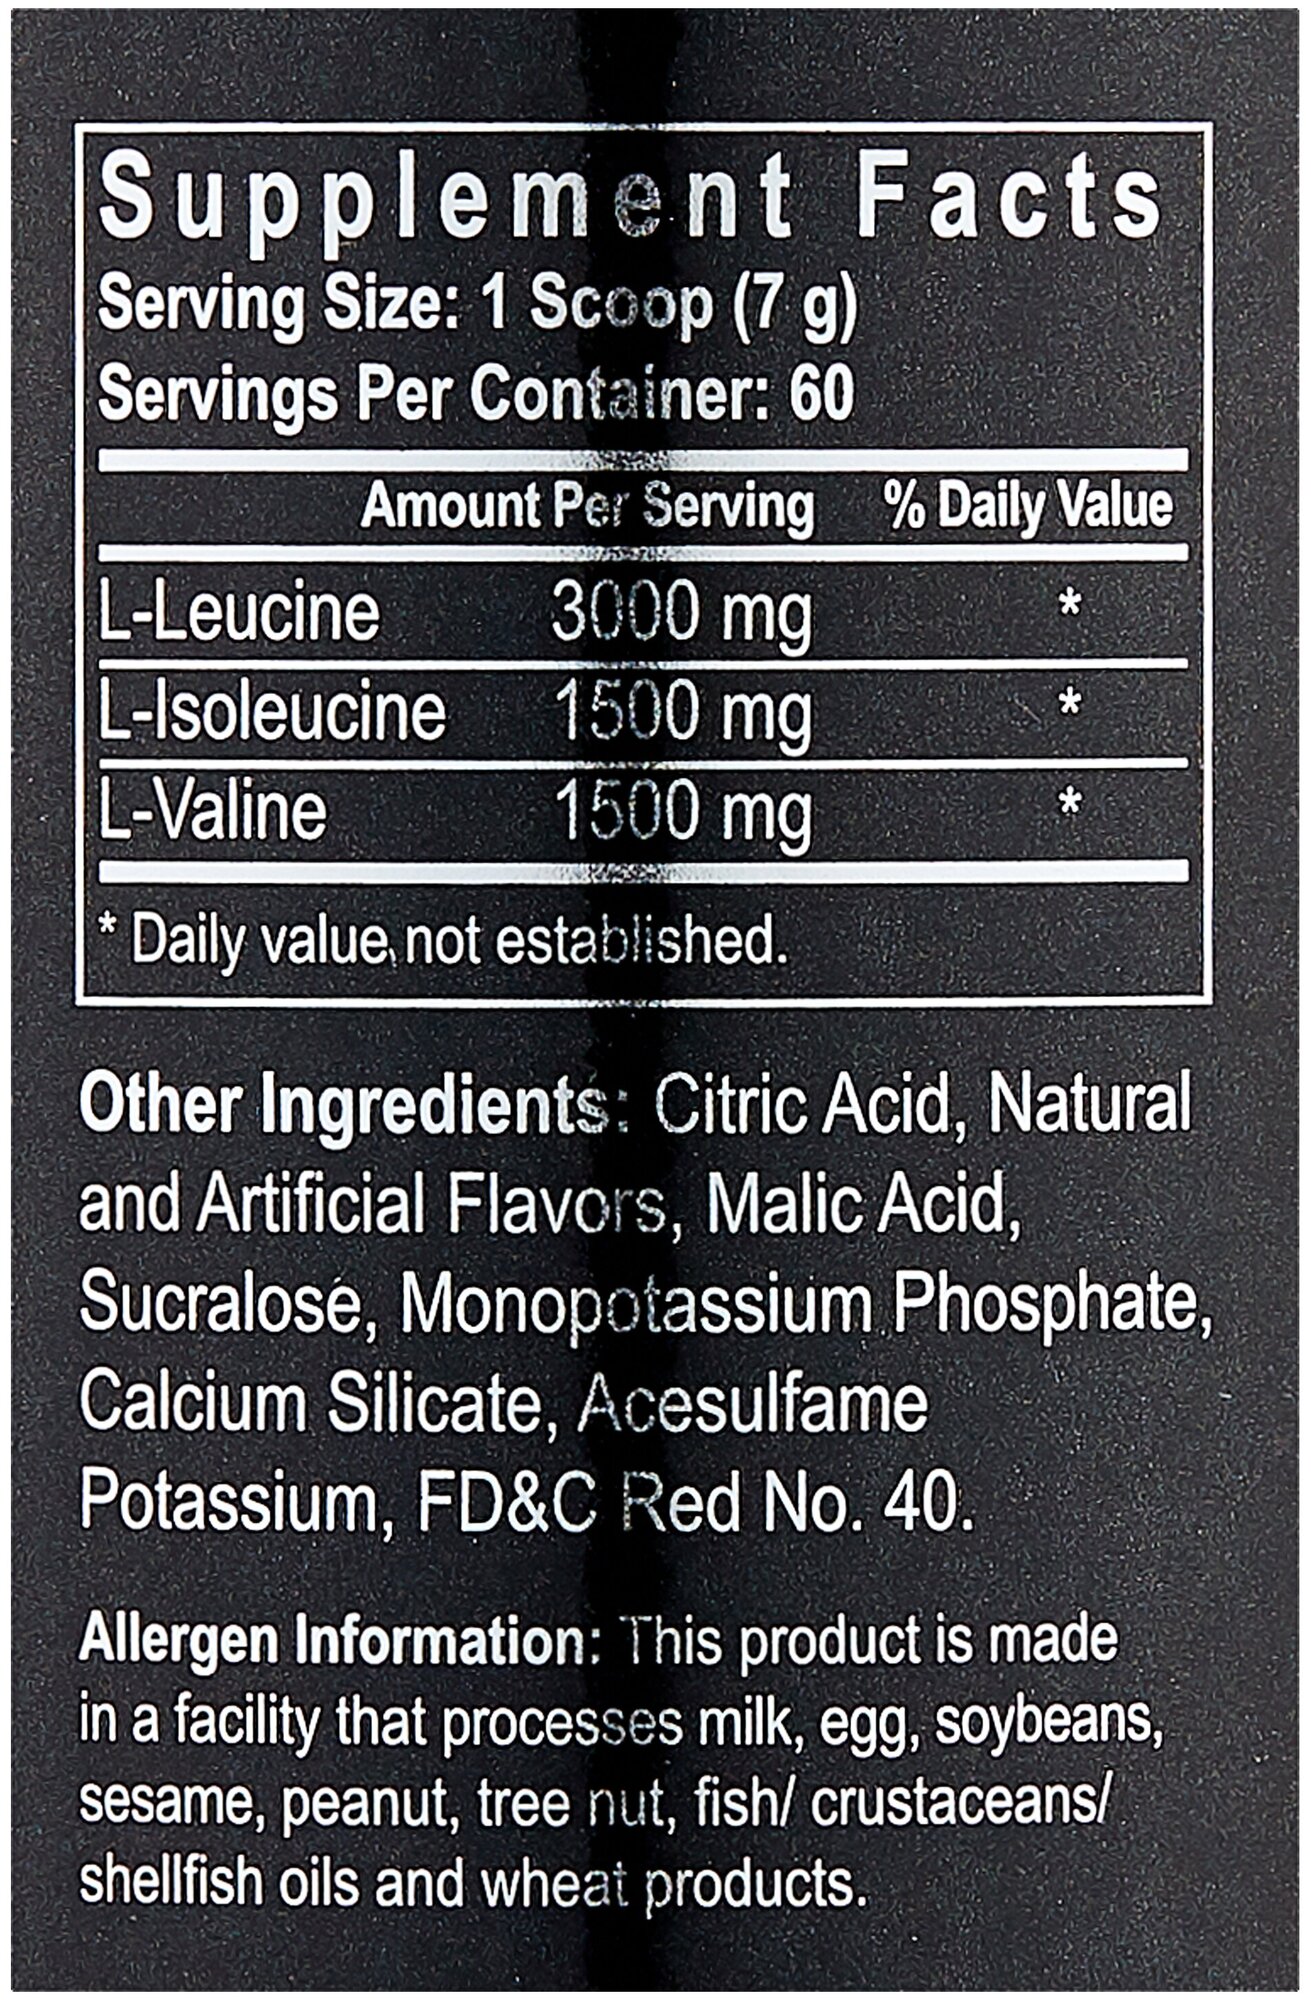 Supplement Facts
Serving Size: 1 Scoop (7 g)
Servings Per Container: 60
Amount Per Serving % Daily Value
L-Leucine 3000 mg *
L-Isoleucine 1500 mg *
L-Valine 1500 mg *
* Daily value not established.
Other Ingredients: Citric Acid, Natural
and Artificial Flavors, Malic Acid,
Sucralose, Monopotassium Phosphate,
Calcium Silicate, Acesulfame
Potassium, FD&C Red No. 40.
Allergen Information: This product is made
in a facility that processes milk, egg, soybeans,
sesame, peanut, tree nut, fish/ crustaceans/
shellfish oils and wheat products.